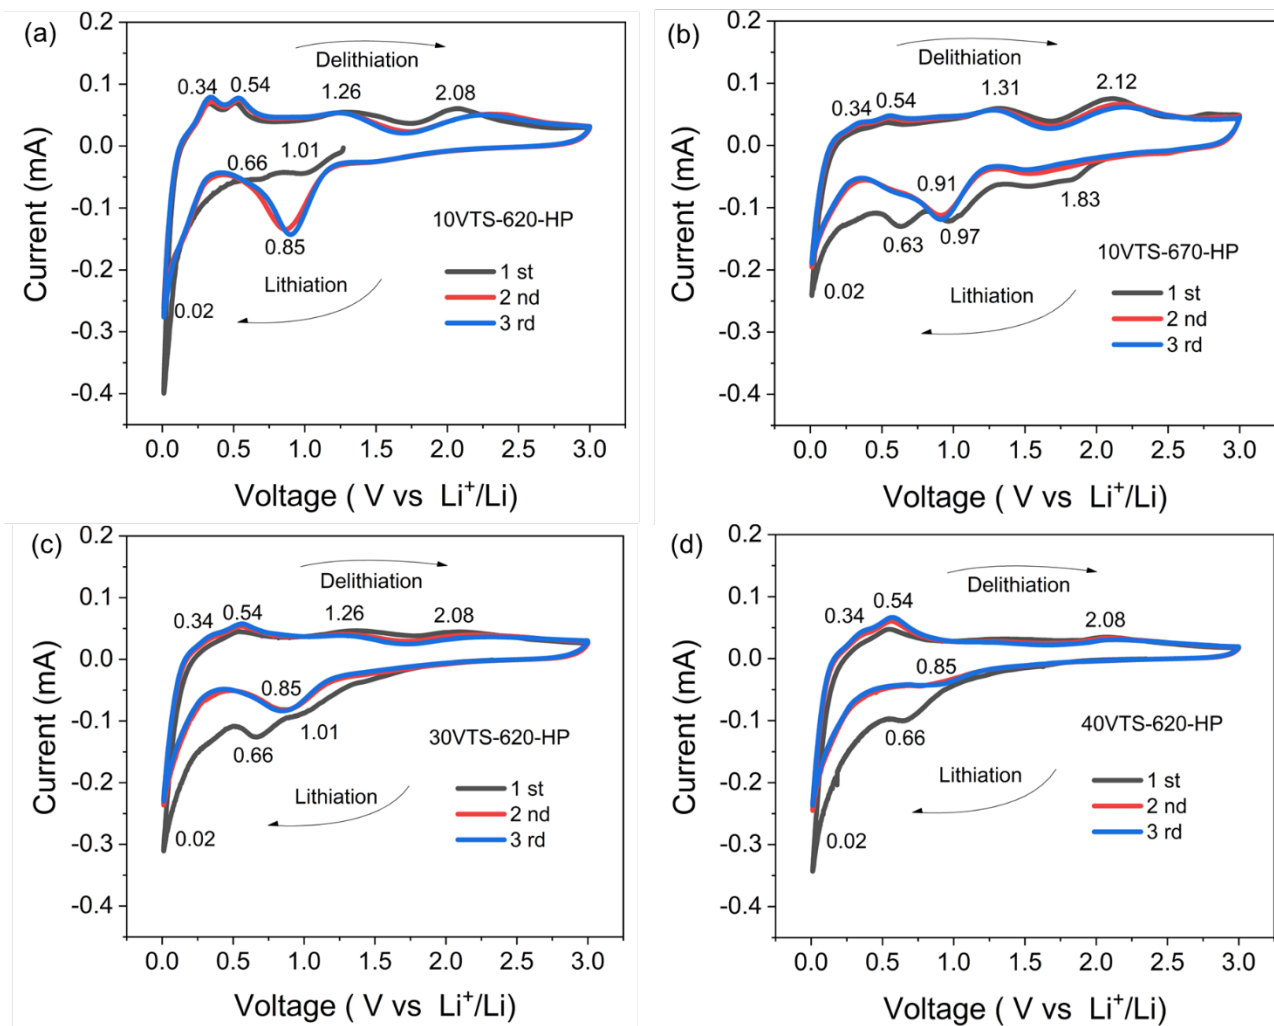 (a)
0.2
0.1
0.0
-0.1
-0.2
-0.3
-0.4
Current (mA)
Delithiation
0.34
0.54
1.26
2.08
0.66
1.01
0.85
0.02
10VTS-620-HP
Lithiation
1 st
2 nd
3 rd
0.0 0.5 1.0 1.5 2.0 2.5 3.0
Voltage ( V vs Li⁺/Li)
(b)
0.2
0.1
0.0
-0.1
-0.2
-0.3
-0.4
Current (mA)
Delithiation
0.34
0.54
1.31
2.12
0.91
1.83
0.63
0.97
0.02
10VTS-670-HP
Lithiation
1 st
2 nd
3 rd
0.0 0.5 1.0 1.5 2.0 2.5 3.0
Voltage ( V vs Li⁺/Li)
(c)
0.2
0.1
0.0
-0.1
-0.2
-0.3
-0.4
Current (mA)
Delithiation
0.34
0.54
1.26
2.08
0.85
1.01
0.66
0.02
30VTS-620-HP
Lithiation
1 st
2 nd
3 rd
0.0 0.5 1.0 1.5 2.0 2.5 3.0
Voltage ( V vs Li⁺/Li)
(d)
0.2
0.1
0.0
-0.1
-0.2
-0.3
-0.4
Current (mA)
Delithiation
0.34
0.54
2.08
0.85
0.66
0.02
40VTS-620-HP
Lithiation
1 st
2 nd
3 rd
0.0 0.5 1.0 1.5 2.0 2.5 3.0
Voltage ( V vs Li⁺/Li)